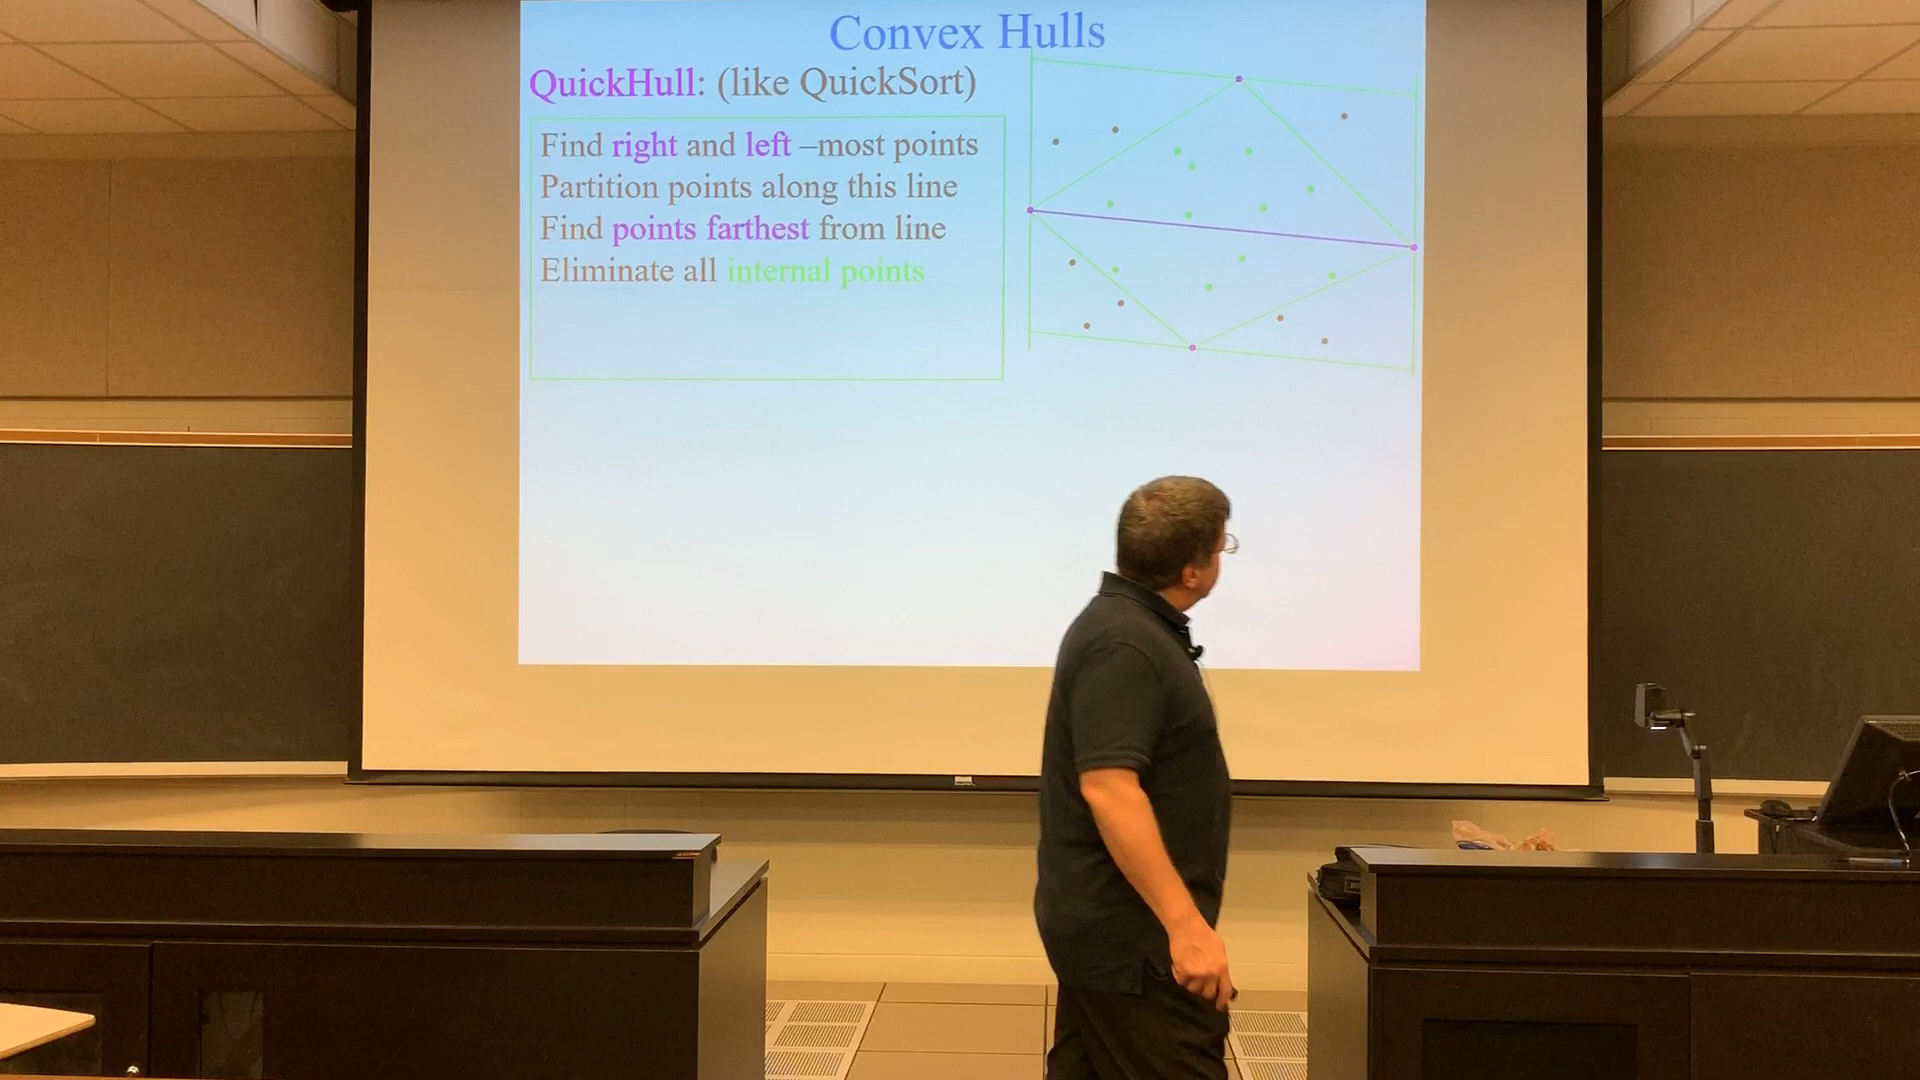 Convex Hulls
QuickHull: (like QuickSort)
Find right and left –most points
Partition points along this line
Find points farthest from line
Eliminate all internal points